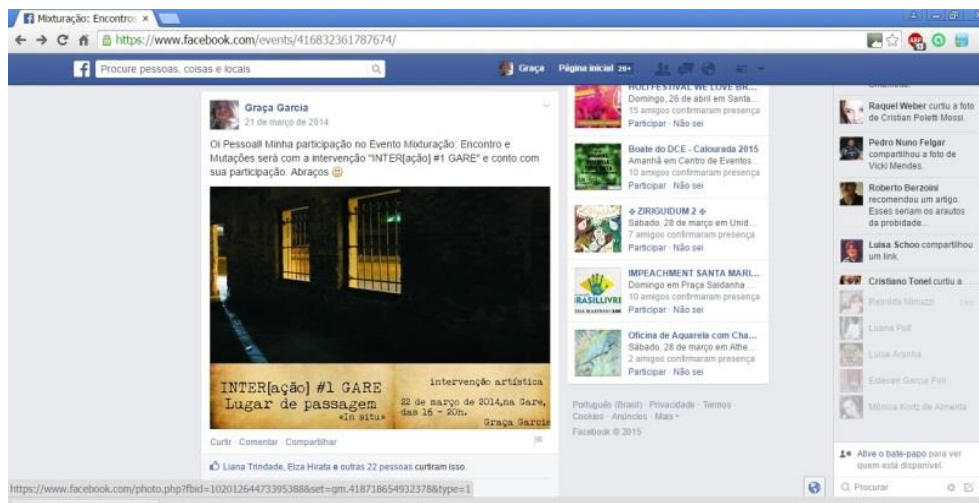 Mixturação: Encontros
https://www.facebook.com/events/416832361787674/
Procure pessoas, coisas e locais
Graça Página inicial 20+
Graça Garcia
21 de março de 2014
Oi Pessoal! Minha participação no Evento Mixturação: Encontro e
Mutações será com a intervenção "INTER[ação] #1 GARE" e conto com
sua participação. Abraços
INTER[ação] #1 GARE
Lugar de passagem
«In situ»
intervenção artística
22 de março de 2014,na Gare,
das 16 - 20h.
Graça Garcia
Curtir · Comentar · Compartilhar
Liana Trindade, Elza Hirata e outras 22 pessoas curtiram isso.
https://www.facebook.com/photo.php?fbid=10201264473395388&set=gm.418718654932378&type=1
HOLI FESTIVAL WE LOVE BR...
Domingo, 26 de abril em Santa...
15 amigos confirmaram presença
Participar · Não sei
Boate do DCE - Calourada 2015
Amanhã em Centro de Eventos...
10 amigos confirmaram presença
Participar · Não sei
ZIRIGUIDUM 2
Sábado, 28 de março em Unid...
7 amigos confirmaram presença
Participar · Não sei
IMPEACHMENT SANTA MARI...
Domingo em Praça Saldanha ...
10 amigos confirmaram presença
Participar · Não sei
Oficina de Aquarela com Cha...
Sábado, 28 de março em Athe...
2 amigos confirmaram presença
Participar · Não sei
Português (Brasil) · Privacidade · Termos ·
Cookies · Anúncios · Mais
Facebook © 2015
Raquel Weber curtiu a foto
de Cristian Poletti Mossi.
Pedro Nuno Felgar
compartilhou a foto de
Vicki Mendes.
Roberto Berzoini
recomendou um artigo.
Esses seriam os arautos
da probidade...
Luisa Schoo compartilhou
um link.
Cristiano Tonel curtiu a
Reinilda Minuzzi
Luana Poll
Luise Aranha
Estevan Garcia Poll
Mônica Kortz de Almeida
Ative o bate-papo para ver
quem está disponível.
Procurar